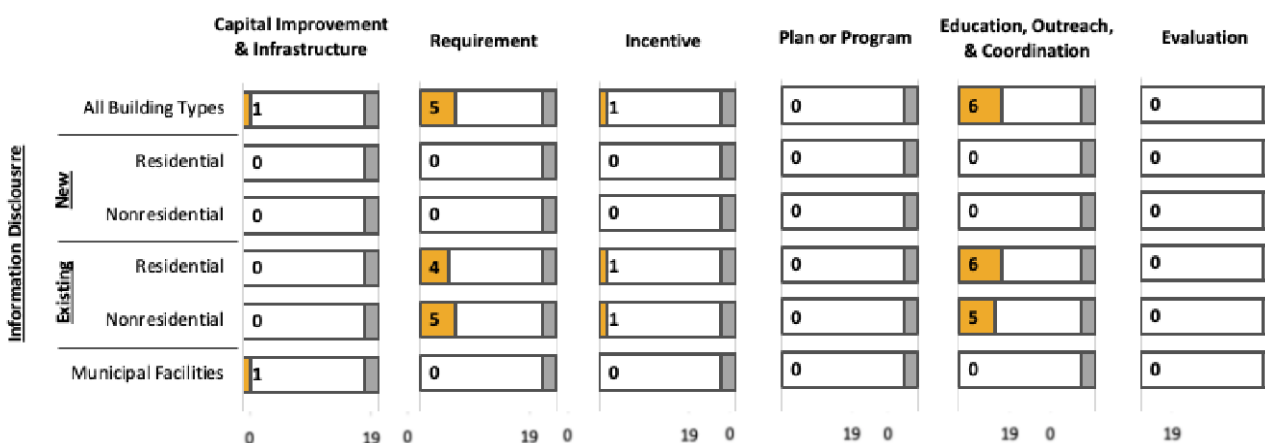 Capital Improvement & Infrastructure Requirement Incentive Plan or Program Education, Outreach, & Coordination Evaluation
Information Disclousrre
All Building Types 1 5 1 0 6 0
New
Residential 0 0 0 0 0 0
Nonresidential 0 0 0 0 0 0
Existing
Residential 0 4 1 0 6 0
Nonresidential 0 5 1 0 5 0
Municipal Facilities 1 0 0 0 0 0
0 19 0 19 0 19 0 19 0 19 0 19